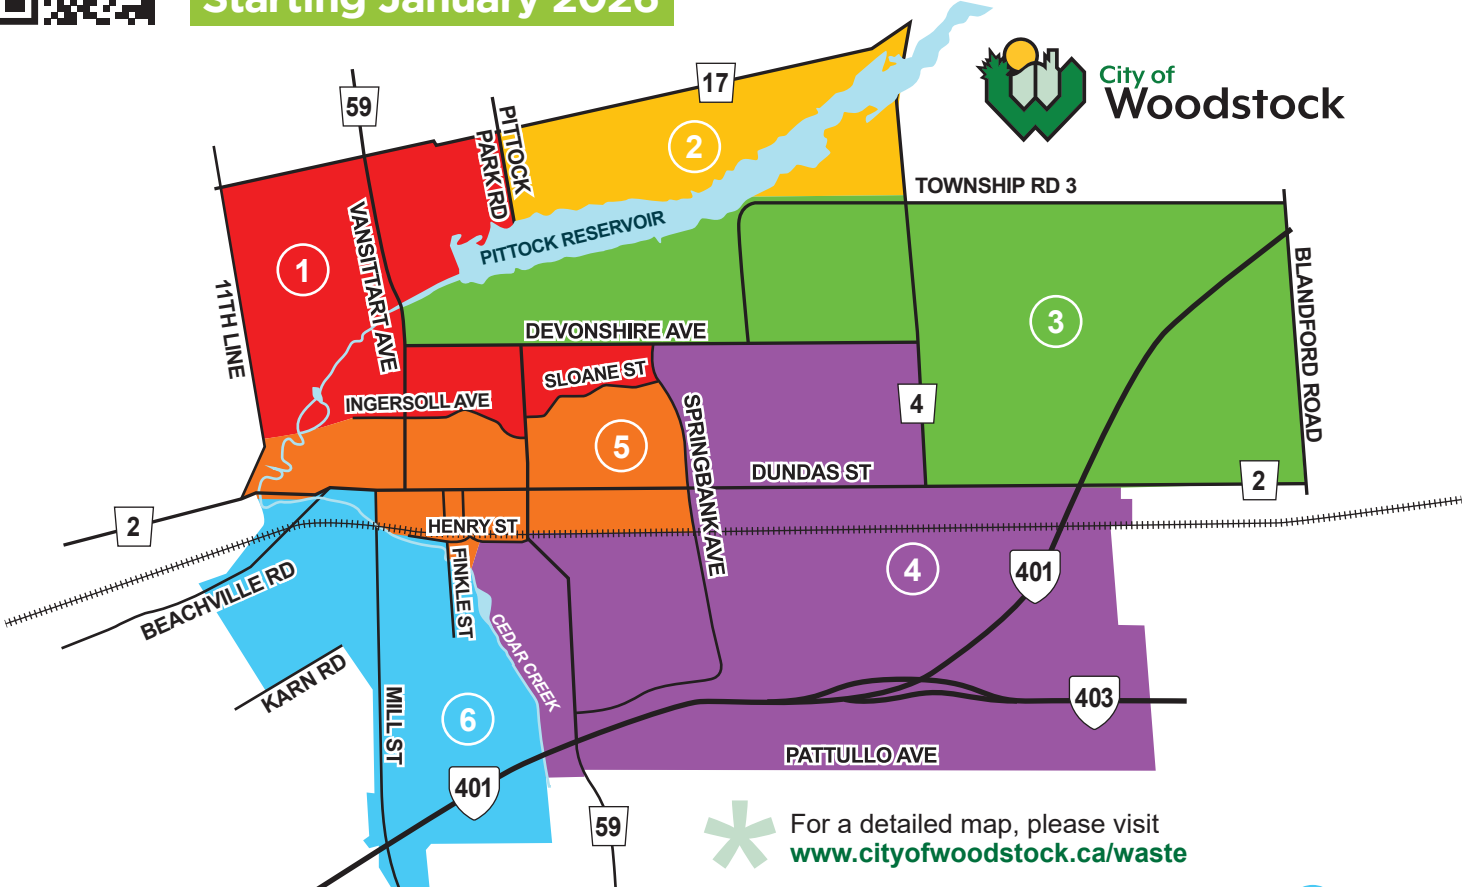 Starting January 2026
City of
Woodstock
17
59
PITTOCK
PARK RD
2
TOWNSHIP RD 3
PITTOCK RESERVOIR
1
VANSITTART AVE
11TH LINE
BLANDFORD ROAD
3
DEVONSHIRE AVE
SLOANE ST
INGERSOLL AVE
4
5
SPRINGBANK AVE
DUNDAS ST
2
2
HENRY ST
FINKLE ST
4
401
BEACHVILLE RD
CEDAR CREEK
KARN RD
MILL ST
6
403
PATTULLO AVE
401
59
For a detailed map, please visit
www.cityofwoodstock.ca/waste